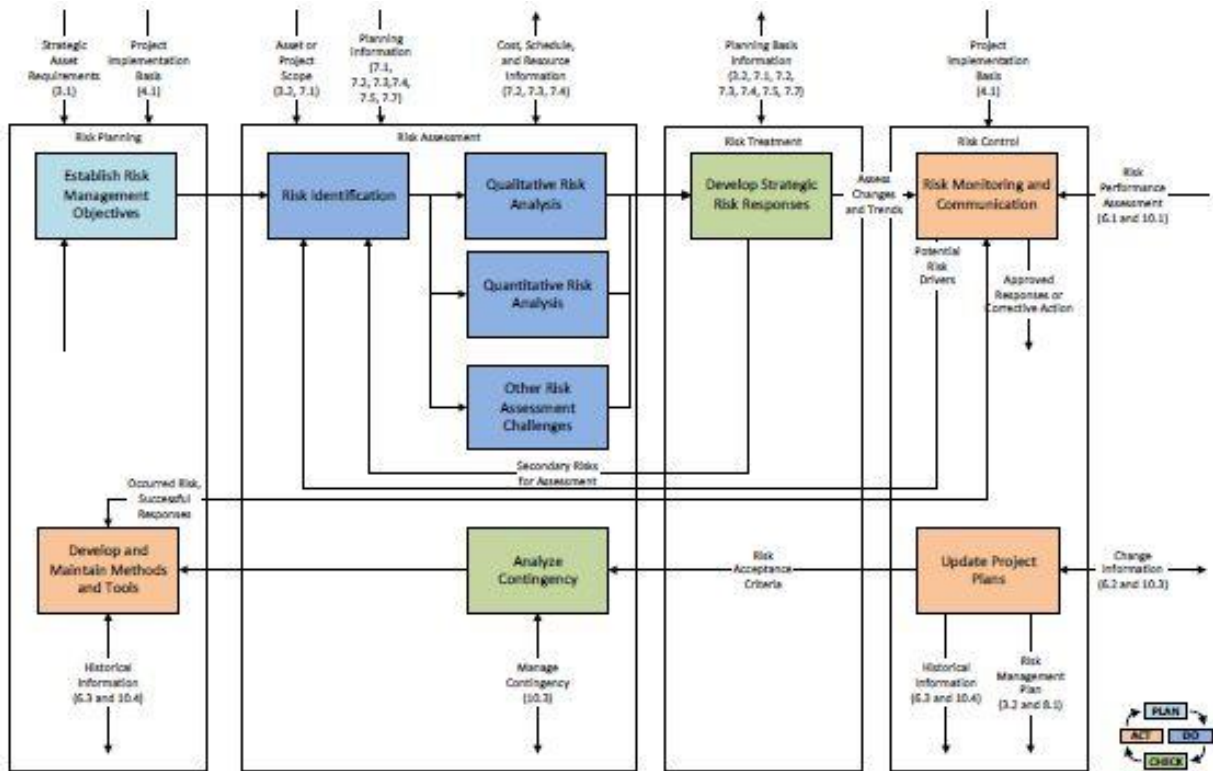 Strategic
Asset
Requirements
(3.1)
Project
Implementation
Basis
(4.1)
Asset or
Project
Scope
(3.2, 7.1)
Planning
Information
(7.1,
7.2, 7.3,7.4,
7.5, 7.7)
Cost, Schedule,
and Resource
Information
(7.2, 7.3, 7.4)
Planning Basis
Information
(3.2, 7.1, 7.2,
7.3, 7.4, 7.5, 7.7)
Project
Implementation
Basis
(4.1)
Risk Planning
Risk Assessment
Risk Treatment
Risk Control
Establish Risk
Management
Objectives
Risk Identification
Qualitative Risk
Analysis
Develop Strategic
Risk Responses
Assess
Changes
and Trends
Risk Monitoring and
Communication
Risk
Performance
Assessment
(6.1 and 10.1)
Quantitative Risk
Analysis
Potential
Risk
Drivers
Approved
Responses or
Corrective Action
Other Risk
Assessment
Challenges
Secondary Risks
for Assessment
Occurred Risk,
Successful
Responses
Develop and
Maintain Methods
and Tools
Analyze
Contingency
Risk
Acceptance
Criteria
Update Project
Plans
Change
Information
(6.2 and 10.3)
Historical
Information
(6.3 and 10.4)
Manage
Contingency
(10.3)
Historical
Information
(6.3 and 10.4)
Risk
Management
Plan
(3.2 and 8.1)
PLAN
ACT
DO
CHECK